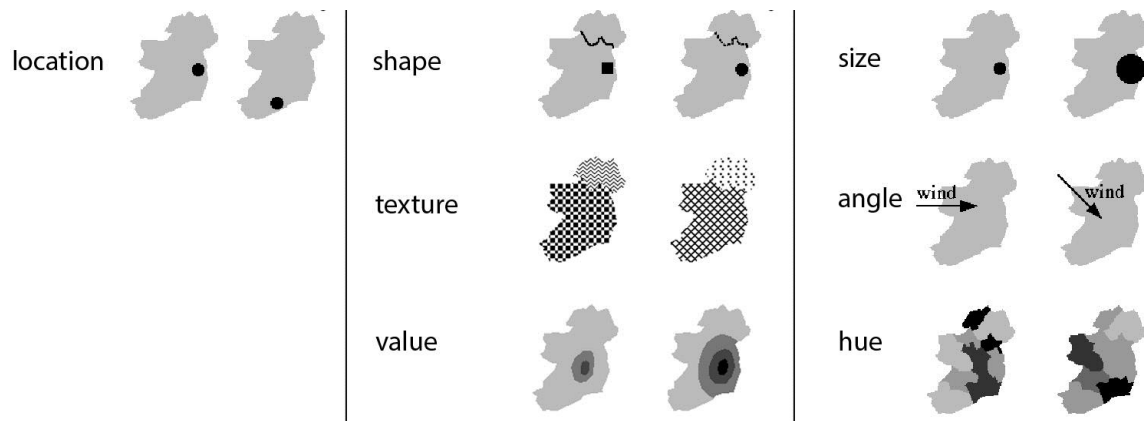 location
shape
size
texture
angle
wind
wind
value
hue